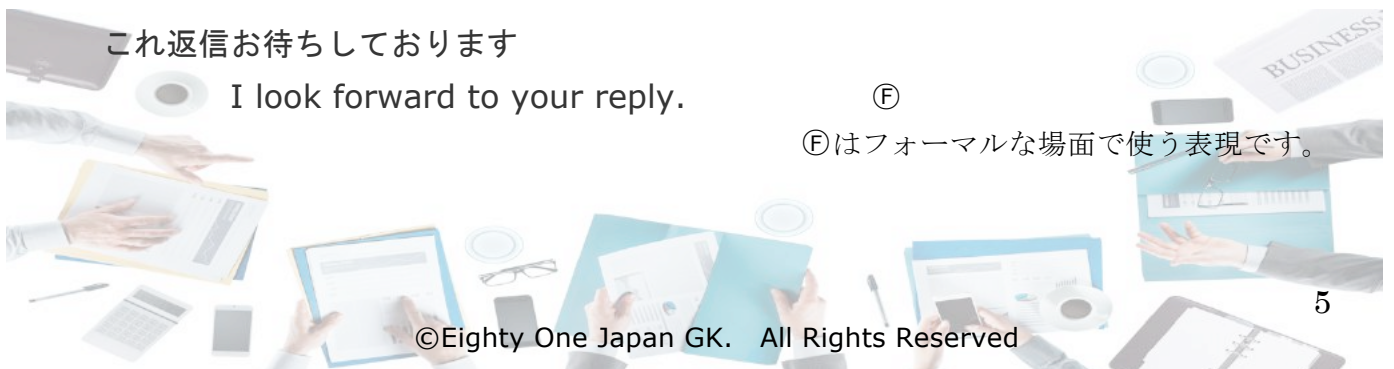 これ返信お待ちしております
I look forward to your reply. Ⓕ
Ⓕはフォーマルな場面で使う表現です。
BUSINESS
5
©Eighty One Japan GK. All Rights Reserved